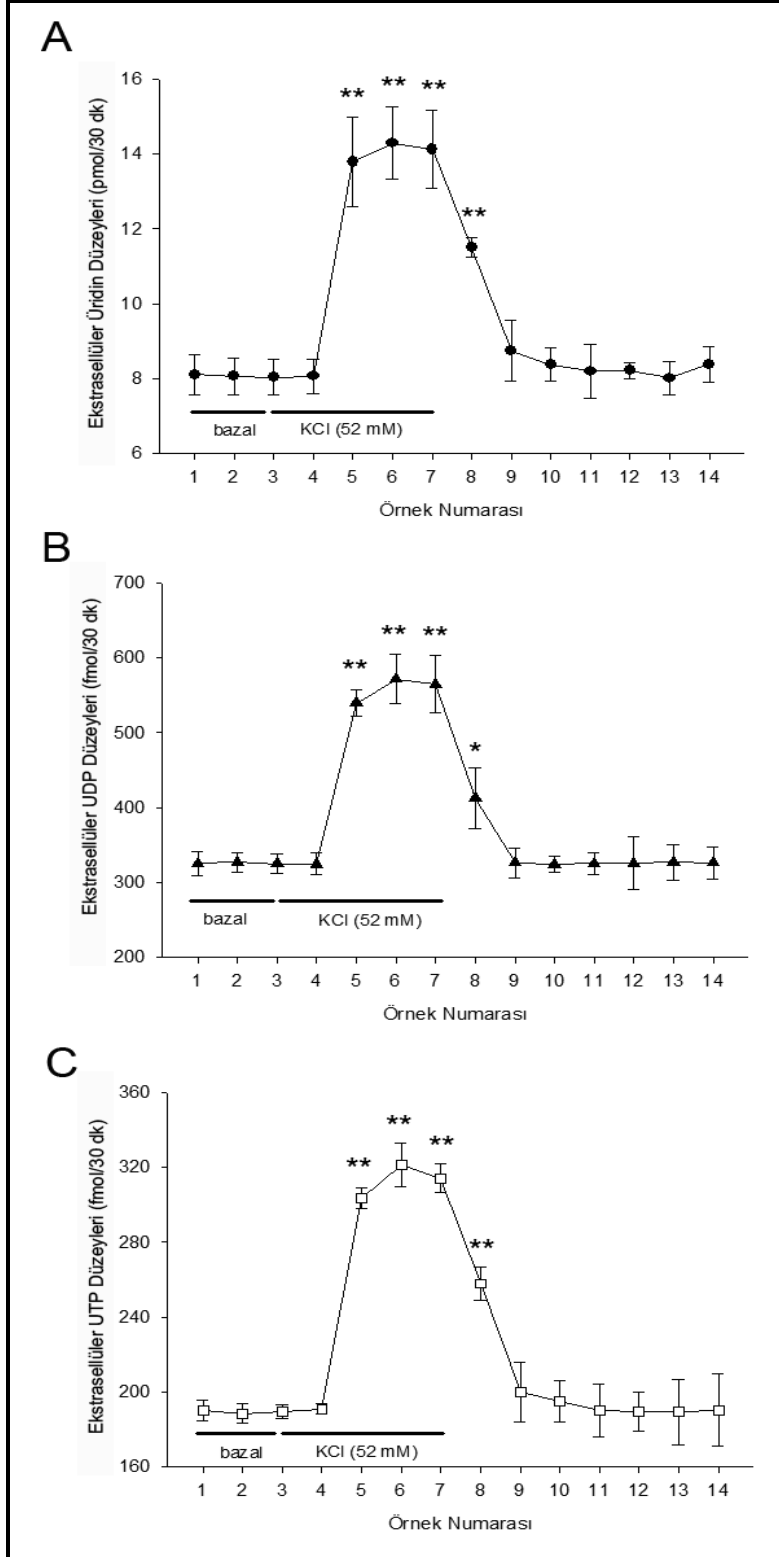 A
Ekstrasellüler Üridin Düzeyleri (pmol/30 dk)
16
14
12
10
8
6
** ** **
**
bazal KCl (52 mM)
1 2 3 4 5 6 7 8 9 10 11 12 13 14
Örnek Numarası
B
Ekstrasellüler UDP Düzeyleri (fmol/30 dk)
700
600
500
400
300
200
** ** **
*
bazal KCl (52 mM)
1 2 3 4 5 6 7 8 9 10 11 12 13 14
Örnek Numarası
C
Ekstrasellüler UTP Düzeyleri (fmol/30 dk)
360
320
280
240
200
160
** ** **
**
bazal KCl (52 mM)
1 2 3 4 5 6 7 8 9 10 11 12 13 14
Örnek Numarası